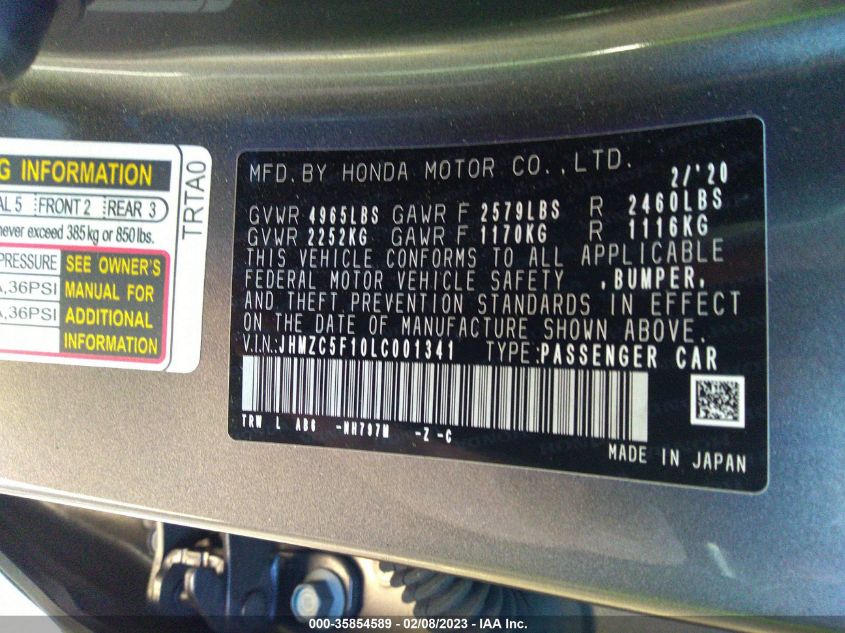 G INFORMATION
AL 5 FRONT 2 REAR 3
never exceed 385 kg or 850 lbs.
PRESSURE
,36PSI
,36PSI
SEE OWNER'S
MANUAL FOR
ADDITIONAL
INFORMATION
TRTA0
MFD. BY HONDA MOTOR CO.,LTD. 2/'20
GVWR 4965LBS GAWR F 2579LBS R 2460LBS
GVWR 2252KG GAWR F 1170KG R 1116KG
THIS VEHICLE CONFORMS TO ALL APPLICABLE
FEDERAL MOTOR VEHICLE SAFETY ,BUMPER,
AND THEFT PREVENTION STANDARDS IN EFFECT
ON THE DATE OF MANUFACTURE SHOWN ABOVE.
V.I.N.:JHMZC5F10LC001341 TYPE:PASSENGER CAR
TRW L AB6 -NH797M -Z -C
MADE IN JAPAN
000-35854589 - 02/08/2023 - IAA Inc.